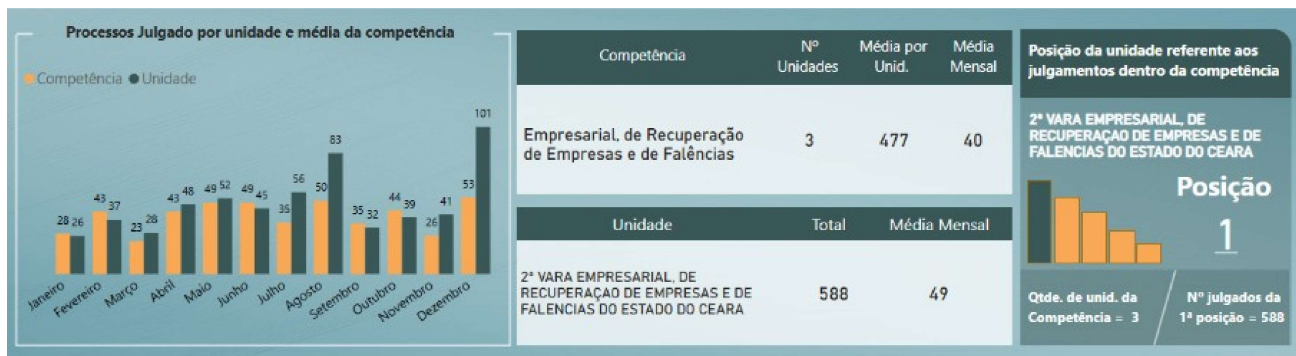 Processos Julgado por unidade e média da competência
Competência Unidade
28 26 43 37 23 28 43 48 49 52 49 45 35 56 50 83 35 32 44 39 26 41 53 101
Janeiro Fevereiro Março Abril Maio Junho Julho Agosto Setembro Outubro Novembro Dezembro
Competência Nº Unidades Média por Unid. Média Mensal
Empresarial, de Recuperação
de Empresas e de Falências
3 477 40
Unidade Total Média Mensal
2ª VARA EMPRESARIAL, DE
RECUPERAÇAO DE EMPRESAS E DE
FALENCIAS DO ESTADO DO CEARA
588 49
Posição da unidade referente aos
julgamentos dentro da competência
2ª VARA EMPRESARIAL, DE
RECUPERAÇAO DE EMPRESAS E DE
FALENCIAS DO ESTADO DO CEARA
Posição
1
Qtde. de unid. da
Competência = 3
Nº julgados da
1ª posição = 588